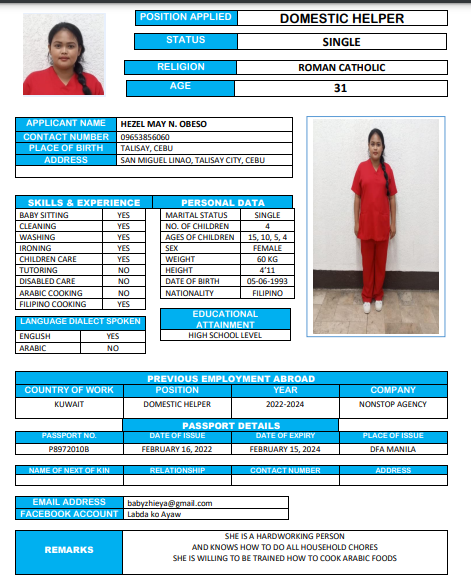 POSITION APPLIED DOMESTIC HELPER
STATUS SINGLE
RELIGION ROMAN CATHOLIC
AGE 31
APPLICANT NAME HEZEL MAY N. OBESO
CONTACT NUMBER 09653856060
PLACE OF BIRTH TALISAY, CEBU
ADDRESS SAN MIGUEL LINAO, TALISAY CITY, CEBU
SKILLS & EXPERIENCE PERSONAL DATA
BABY SITTING YES MARITAL STATUS SINGLE
CLEANING YES NO. OF CHILDREN 4
WASHING YES AGES OF CHILDREN 15, 10, 5, 4
IRONING YES SEX FEMALE
CHILDREN CARE YES WEIGHT 60 KG
TUTORING NO HEIGHT 4'11
DISABLED CARE NO DATE OF BIRTH 05-06-1993
ARABIC COOKING NO NATIONALITY FILIPINO
FILIPINO COOKING YES
LANGUAGE DIALECT SPOKEN
ENGLISH YES
ARABIC NO
EDUCATIONAL
ATTAINMENT
HIGH SCHOOL LEVEL
PREVIOUS EMPLOYMENT ABROAD
COUNTRY OF WORK POSITION YEAR COMPANY
KUWAIT DOMESTIC HELPER 2022-2024 NONSTOP AGENCY
PASSPORT DETAILS
PASSPORT NO. DATE OF ISSUE DATE OF EXPIRY PLACE OF ISSUE
P8972010B FEBRUARY 16, 2022 FEBRUARY 15, 2024 DFA MANILA
NAME OF NEXT OF KIN RELATIONSHIP CONTACT NUMBER ADDRESS
EMAIL ADDRESS babyzhieya@gmail.com
FACEBOOK ACCOUNT Labda ko Ayaw
REMARKS
SHE IS A HARDWORKING PERSON
AND KNOWS HOW TO DO ALL HOUSEHOLD CHORES
SHE IS WILLING TO BE TRAINED HOW TO COOK ARABIC FOODS